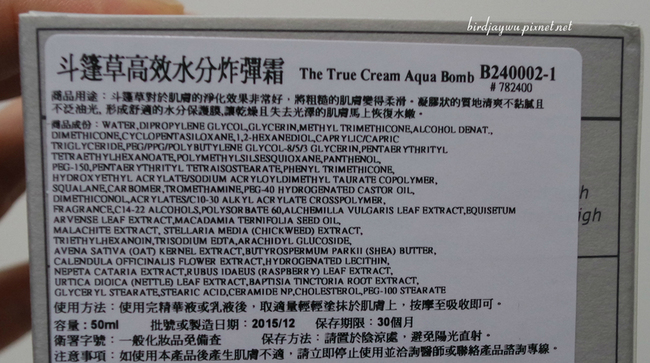 birdjaywu.pixnet.net
斗篷草高效水分炸彈霜 The True Cream Aqua Bomb B240002-1
# 782400
商品用途：斗篷草對於肌膚的淨化效果非常好，將粗糙的肌膚變得柔滑。凝膠狀的質地清爽不黏膩且
不泛油光，形成舒適的水分保護膜,讓乾燥且失去光澤的肌膚馬上恢復水嫩。
商品成份：WATER,DIPROPYLENE GLYCOL,GLYCERIN,METHYL TRIMETHICONE,ALCOHOL DENAT.,
DIMETHICONE,CYCLOPENTASILOXANE,1,2-HEXANEDIOL,CAPRYLIC/CAPRIC
TRIGLYCERIDE,PEG/PPG/POLYBUTYLENE GLYCOL-8/5/3 GLYCERIN,PENTAERYTHRITYL
TETRAETHYLHEXANOATE,POLYMETHYLSILSESQUIOXANE,PANTHENOL,
PEG-150,PENTAERYTHRITYL TETRAISOSTEARATE,PHENYL TRIMETHICONE,
HYDROXYETHYL ACRYLATE/SODIUM ACRYLOYLDIMETHYL TAURATE COPOLYMER,
SQUALANE,CARBOMER,TROMETHAMINE,PEG-40 HYDROGENATED CASTOR OIL,
DIMETHICONOL,ACRYLATES/C10-30 ALKYL ACRYLATE CROSSPOLYMER,
FRAGRANCE,C14-22 ALCOHOLS,POLYSORBATE 60,ALCHEMILLA VULGARIS LEAF EXTRACT,EQUISETUM
ARVENSE LEAF EXTRACT,MACADAMIA TERNIFOLIA SEED OIL,
MALACHITE EXTRACT, STELLARIA MEDIA (CHICKWEED) EXTRACT,
TRIETHYLHEXANOIN,TRISODIUM EDTA,ARACHIDYL GLUCOSIDE,
AVENA SATIVA (OAT) KERNEL EXTRACT,BUTYROSPERMUM PARKII (SHEA) BUTTER,
CALENDULA OFFICINALIS FLOWER EXTRACT,HYDROGENATED LECITHIN,
NEPETA CATARIA EXTRACT,RUBUS IDAEUS (RASPBERRY) LEAF EXTRACT,
URTICA DIOICA (NETTLE) LEAF EXTRACT,BAPTISIA TINCTORIA ROOT EXTRACT,
GLYCERYL STEARATE,STEARIC ACID,CERAMIDE NP,CHOLESTEROL,PEG-100 STEARATE
使用方法：使用完精華液或乳液後，取適量輕輕塗抹於肌膚上，按摩至吸收即可。
容量：50ml 批號或製造日期：2015/12 保存期限：30個月
衛署字號：一般化妝品免備查 保存方法：請置於陰涼處，避免陽光直射。
注意事項：如使用本產品後產生肌膚不適，請立即停止使用並洽詢醫師或聯絡產品諮詢專線。